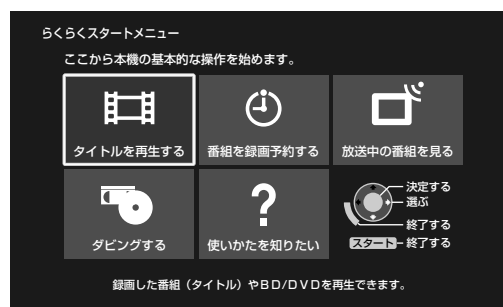 らくらくスタートメニュー
ここから本機の基本的な操作を始めます。
タイトルを再生する
番組を録画予約する
放送中の番組を見る
ダビングする
?
使いかたを知りたい
決定する
選ぶ
終了する
スタート 終了する
録画した番組（タイトル）やBD/DVDを再生できます。